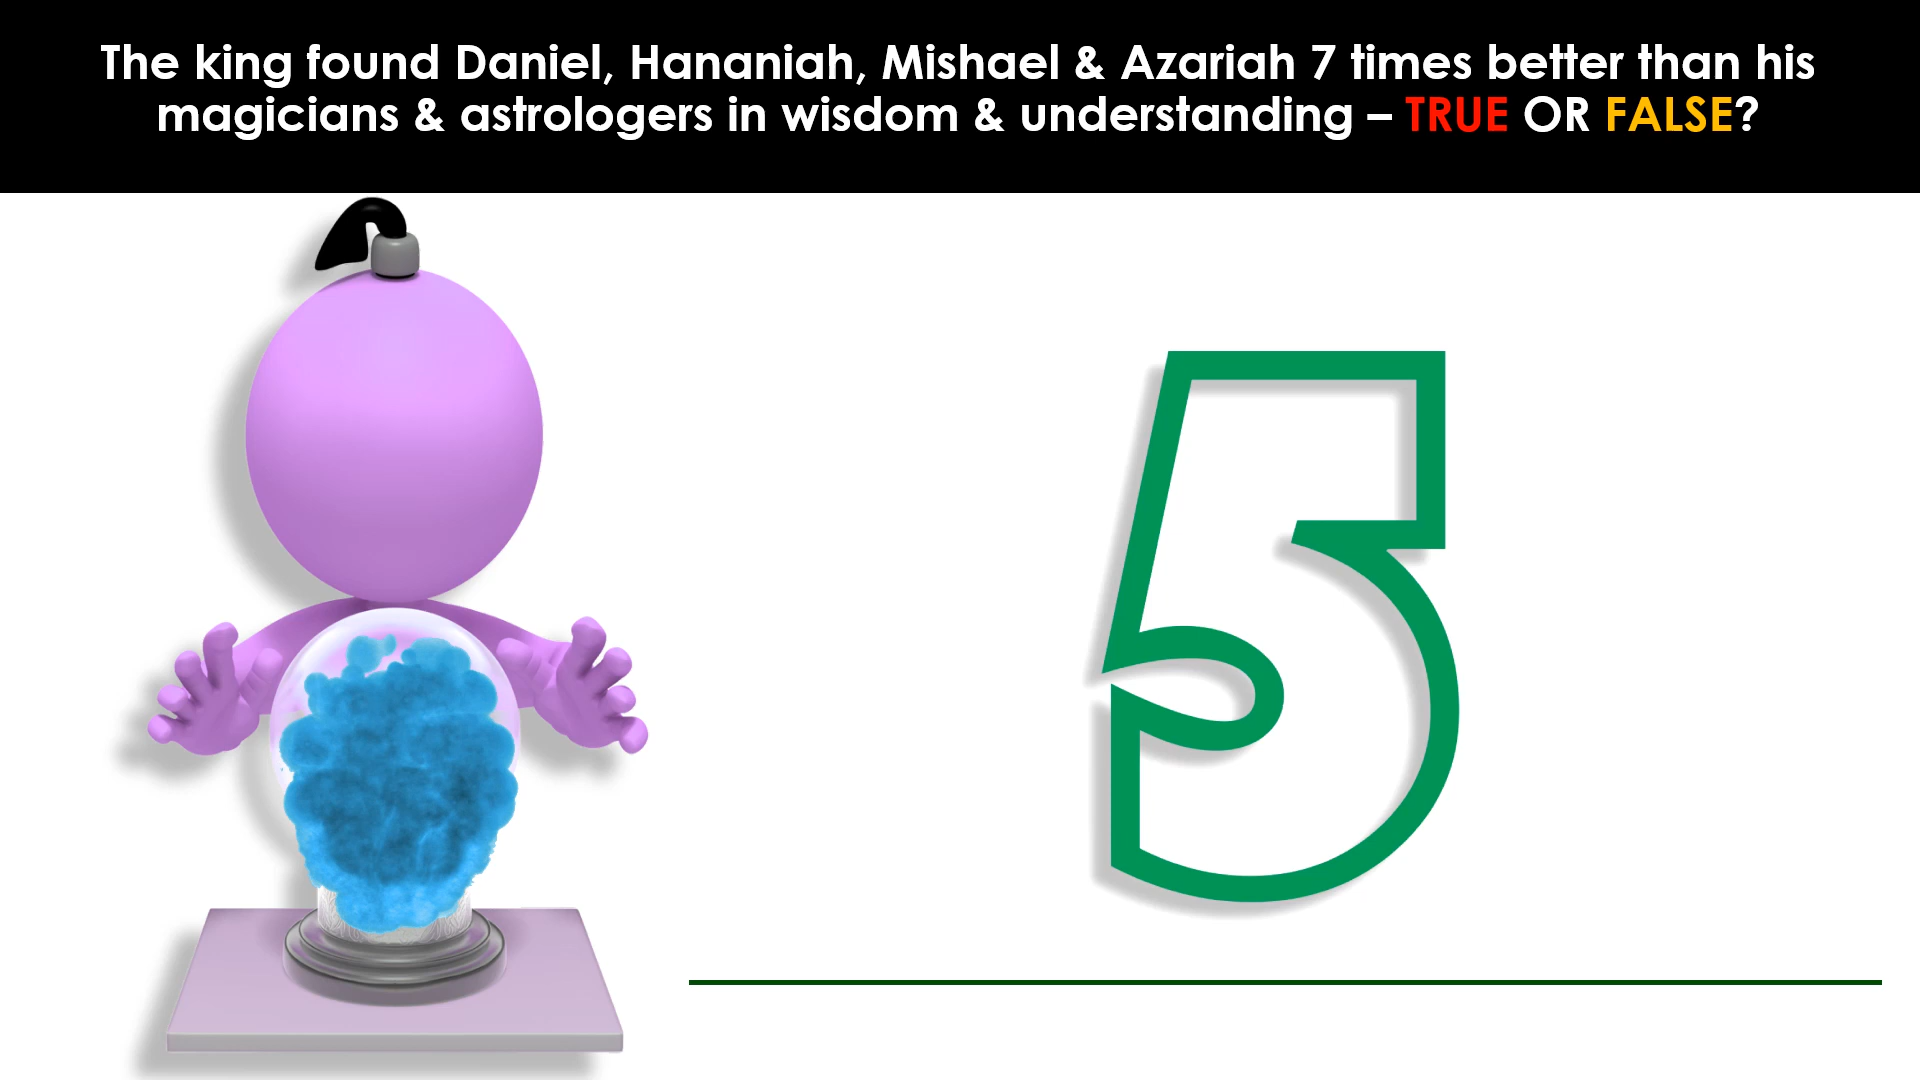 The king found Daniel, Hananiah, Mishael & Azariah 7 times better than his
magicians & astrologers in wisdom & understanding – TRUE OR FALSE?
5